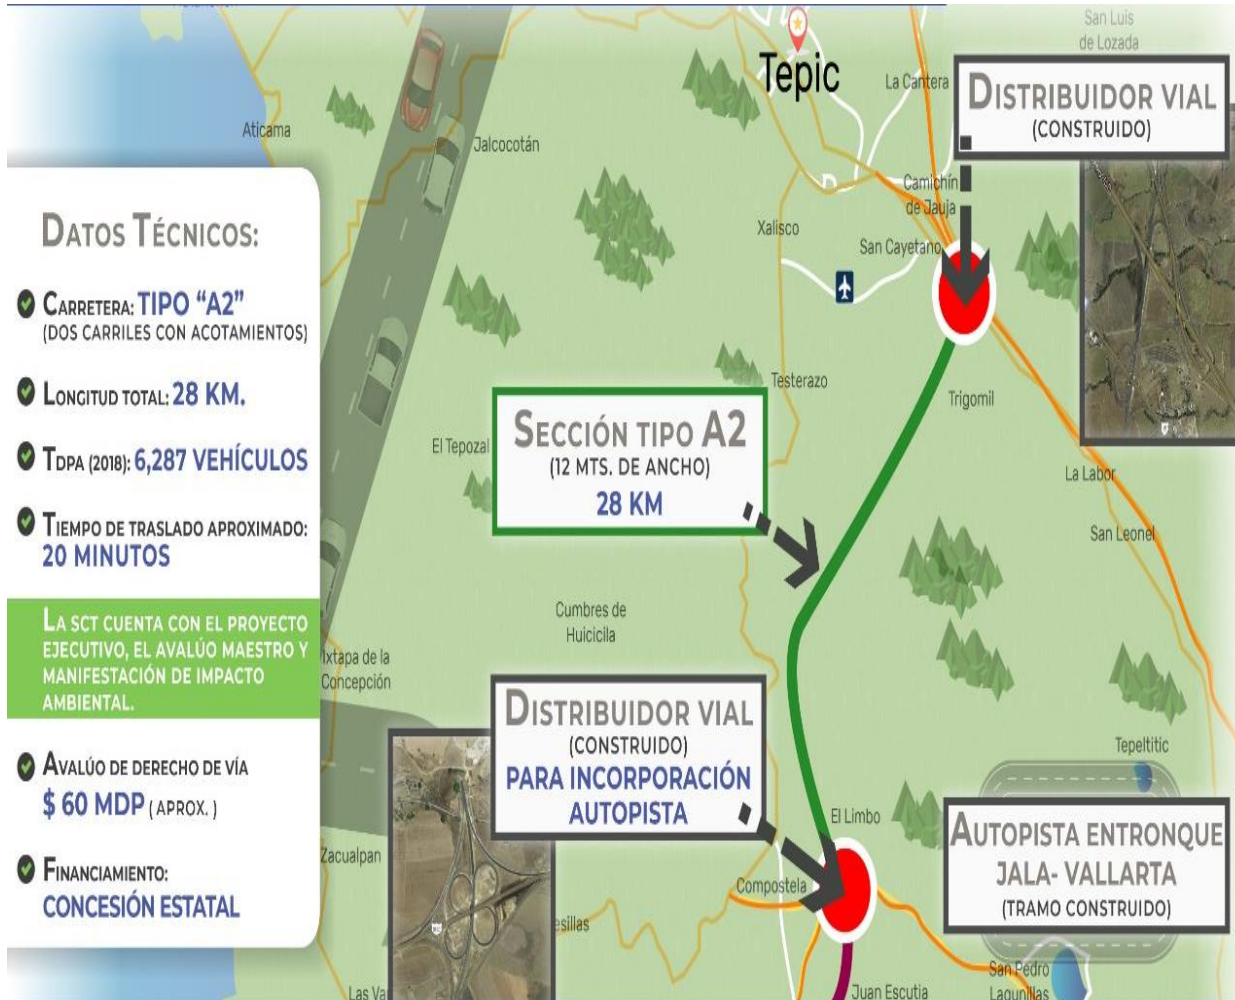 San Luis
de Lozada
Tepic
La Cantera
DISTRIBUIDOR VIAL
(CONSTRUIDO)
Aticama
Jalcocotán
Camichín
de Jauja
Xalisco
San Cayetano
DATOS TÉCNICOS:
CARRETERA: TIPO “A2”
(DOS CARRILES CON ACOTAMIENTOS)
LONGITUD TOTAL: 28 KM.
TDPA (2018): 6,287 VEHÍCULOS
TIEMPO DE TRASLADO APROXIMADO:
20 MINUTOS
LA SCT CUENTA CON EL PROYECTO
EJECUTIVO, EL AVALÚO MAESTRO Y
MANIFESTACIÓN DE IMPACTO
AMBIENTAL.
AVALÚO DE DERECHO DE VÍA
$ 60 MDP ( APROX. )
FINANCIAMIENTO:
CONCESIÓN ESTATAL
Testerazo
Trigomil
El Tepozal
SECCIÓN TIPO A2
(12 MTS. DE ANCHO)
28 KM
La Labor
San Leonel
Cumbres de
Huicicila
Ixtapa de la
Concepción
DISTRIBUIDOR VIAL
(CONSTRUIDO)
PARA INCORPORACIÓN
AUTOPISTA
Tepeltitic
El Limbo
AUTOPISTA ENTRONQUE
JALA- VALLARTA
(TRAMO CONSTRUIDO)
Zacualpan
Compostela
esillas
San Pedro
Lagunillas
Las Va
Juan Escutia